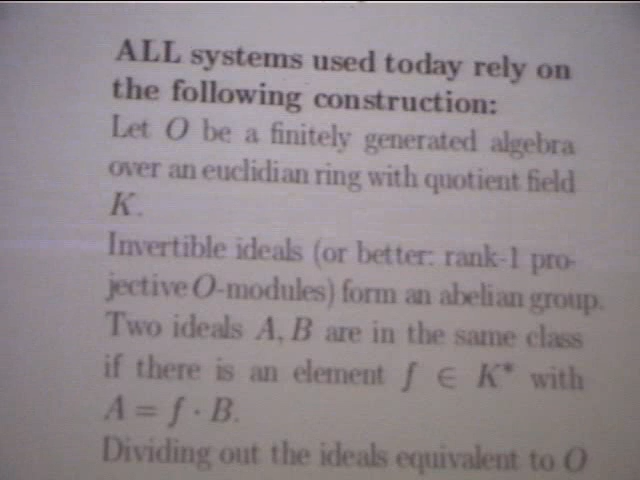 ALL systems used today rely on
the following construction:
Let O be a finitely generated algebra
over an euclidian ring with quotient field
K.
Invertible ideals (or better: rank-1 pro-
jective O-modules) form an abelian group.
Two ideals A, B are in the same class
if there is an element f ∈ K* with
A = f · B.
Dividing out the ideals equivalent to O